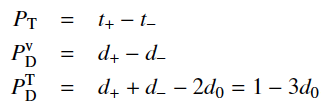 P_T = t_+ − t_−
P_D^v = d_+ − d_−
P_D^T = d_+ + d_− − 2d_0 = 1 − 3d_0